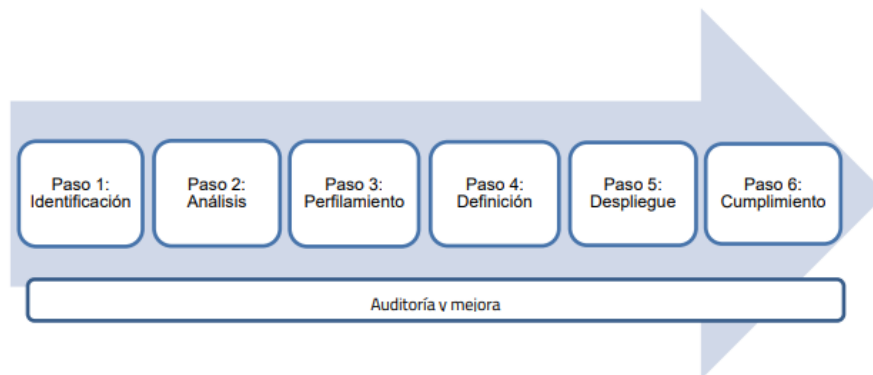 Paso 1:
Identificación
Paso 2:
Análisis
Paso 3:
Perfilamiento
Paso 4:
Definición
Paso 5:
Despliegue
Paso 6:
Cumplimiento
Auditoría y mejora